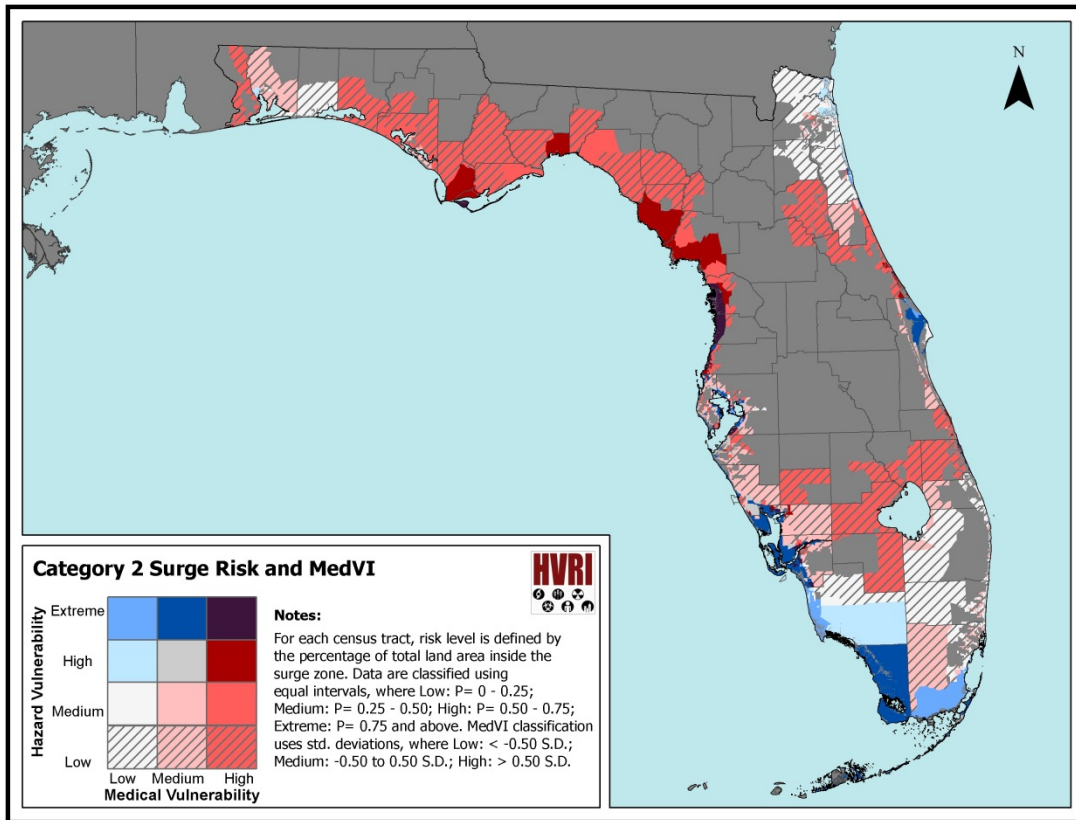 N
Category 2 Surge Risk and MedVI
HVRI
Hazard Vulnerability
Extreme
High
Medium
Low
Low Medium High
Medical Vulnerability
Notes:
For each census tract, risk level is defined by
the percentage of total land area inside the
surge zone. Data are classified using
equal intervals, where Low: P= 0 - 0.25;
Medium: P= 0.25 - 0.50; High: P= 0.50 - 0.75;
Extreme: P= 0.75 and above. MedVI classification
uses std. deviations, where Low: < -0.50 S.D.;
Medium: -0.50 to 0.50 S.D.; High: > 0.50 S.D.